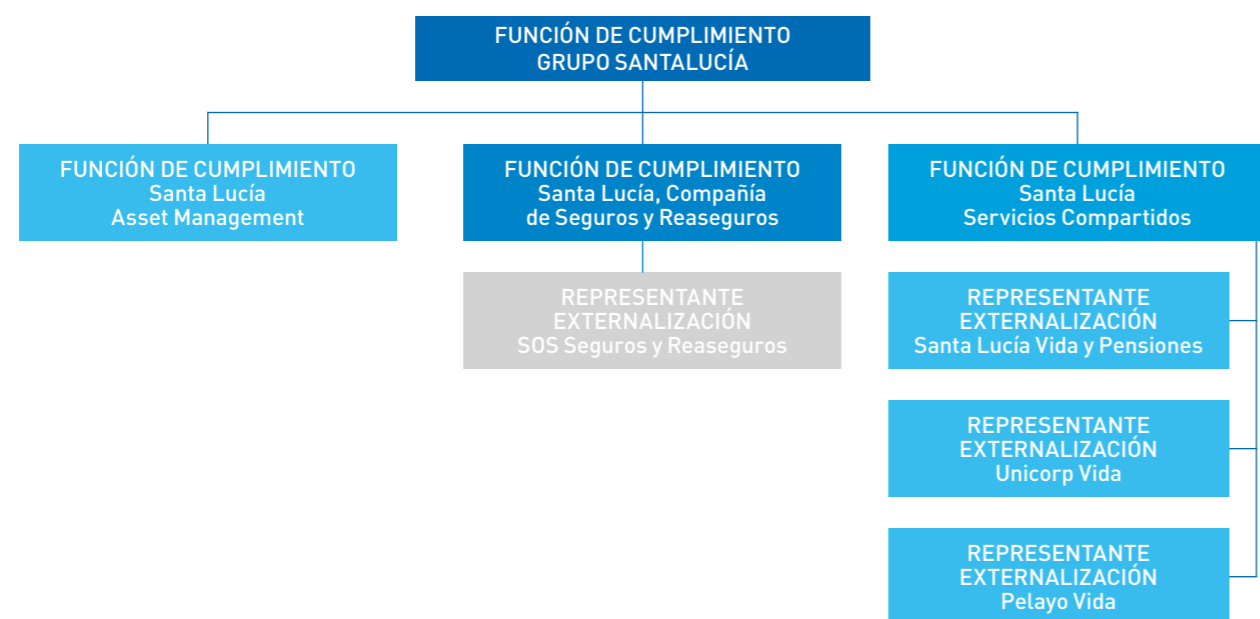 FUNCIÓN DE CUMPLIMIENTO
GRUPO SANTALUCÍA
FUNCIÓN DE CUMPLIMIENTO
Santa Lucía
Asset Management
FUNCIÓN DE CUMPLIMIENTO
Santa Lucía, Compañía
de Seguros y Reaseguros
FUNCIÓN DE CUMPLIMIENTO
Santa Lucía
Servicios Compartidos
REPRESENTANTE
EXTERNALIZACIÓN
SOS Seguros y Reaseguros
REPRESENTANTE
EXTERNALIZACIÓN
Santa Lucía Vida y Pensiones
REPRESENTANTE
EXTERNALIZACIÓN
Unicorp Vida
REPRESENTANTE
EXTERNALIZACIÓN
Pelayo Vida